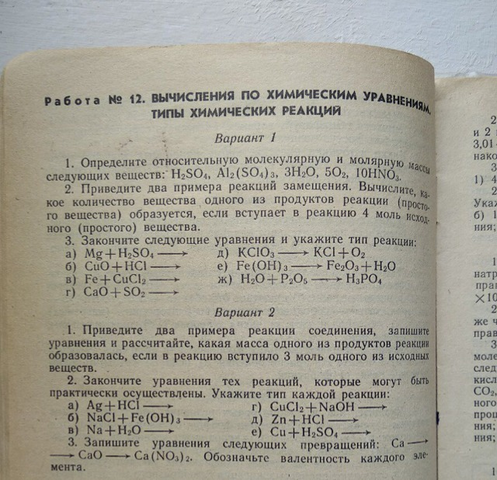 Работа № 12. ВЫЧИСЛЕНИЯ ПО ХИМИЧЕСКИМ УРАВНЕНИЯМ.
ТИПЫ ХИМИЧЕСКИХ РЕАКЦИЙ
Вариант 1
1. Определите относительную молекулярную и молярную массы
следующих веществ: H₂SO₄, Al₂(SO₄)₃, 3H₂O, 5O₂, 10HNO₃.
2. Приведите два примера реакций замещения. Вычислите, ка-
кое количество вещества одного из продуктов реакции (просто-
го вещества) образуется, если вступает в реакцию 4 моль исход-
ного (простого) вещества.
3. Закончите следующие уравнения и укажите тип реакции:
а) Mg+H₂SO₄ ⟶ д) KClO₃ ⟶ KCl+O₂
б) CuO+HCl ⟶ е) Fe(OH)₃ ⟶ Fe₂O₃+H₂O
в) Fe+CuCl₂ ⟶ ж) H₂O+P₂O₅ ⟶ H₃PO₄
г) CaO+SO₂ ⟶
Вариант 2
1. Приведите два примера реакции соединения, запишите
уравнения и рассчитайте, какая масса одного из продуктов реакции
образовалась, если в реакцию вступило 3 моль одного из исходных
веществ.
2. Закончите уравнения тех реакций, которые могут быть
практически осуществлены. Укажите тип каждой реакции:
а) Ag+HCl ⟶ г) CuCl₂+NaOH ⟶
б) NaCl+Fe(OH)₃ ⟶ д) Zn+HCl ⟶
в) Na+H₂O ⟶ е) Cu+H₂SO₄ ⟶
3. Запишите уравнения следующих превращений: Ca ⟶
⟶ CaO ⟶ Ca(NO₃)₂. Обозначьте валентность каждого эле-
мента.